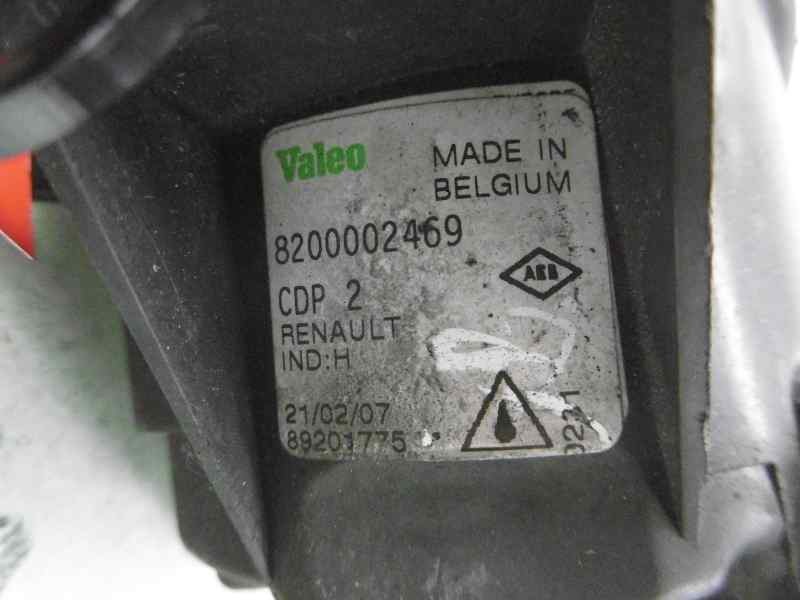 Valeo MADE IN
BELGIUM
8200002469
CDP 2
RENAULT
IND:H
21/02/07
89201775